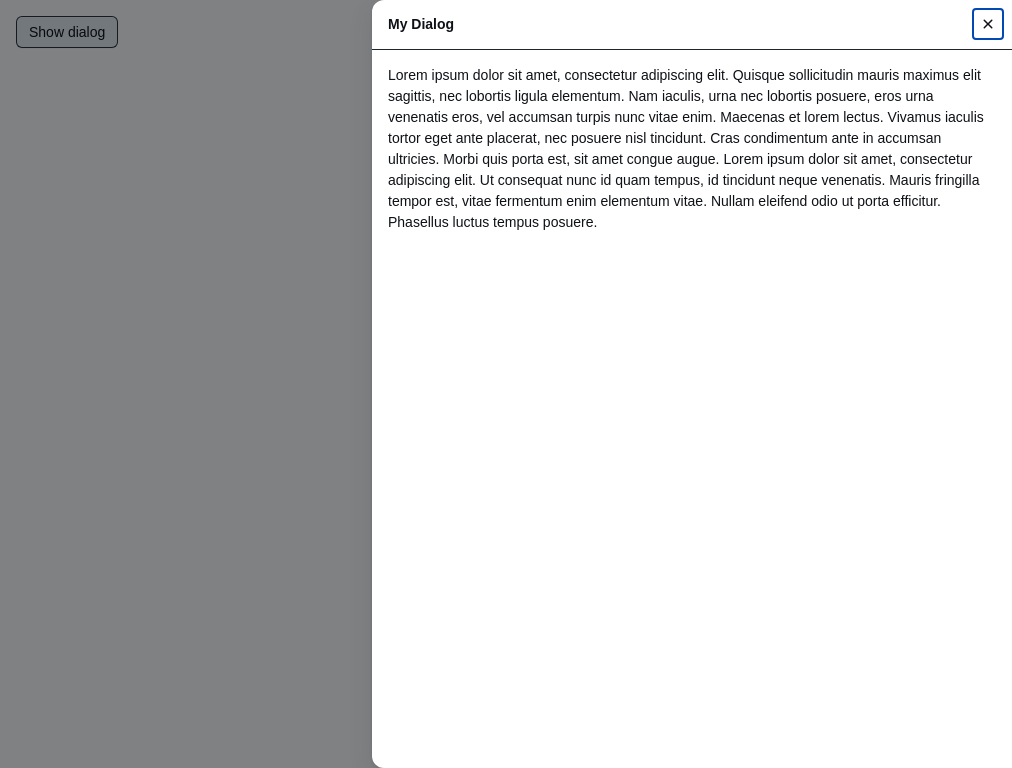 Show dialog
My Dialog
Lorem ipsum dolor sit amet, consectetur adipiscing elit. Quisque sollicitudin mauris maximus elit
sagittis, nec lobortis ligula elementum. Nam iaculis, urna nec lobortis posuere, eros urna
venenatis eros, vel accumsan turpis nunc vitae enim. Maecenas et lorem lectus. Vivamus iaculis
tortor eget ante placerat, nec posuere nisl tincidunt. Cras condimentum ante in accumsan
ultricies. Morbi quis porta est, sit amet congue augue. Lorem ipsum dolor sit amet, consectetur
adipiscing elit. Ut consequat nunc id quam tempus, id tincidunt neque venenatis. Mauris fringilla
tempor est, vitae fermentum enim elementum vitae. Nullam eleifend odio ut porta efficitur.
Phasellus luctus tempus posuere.